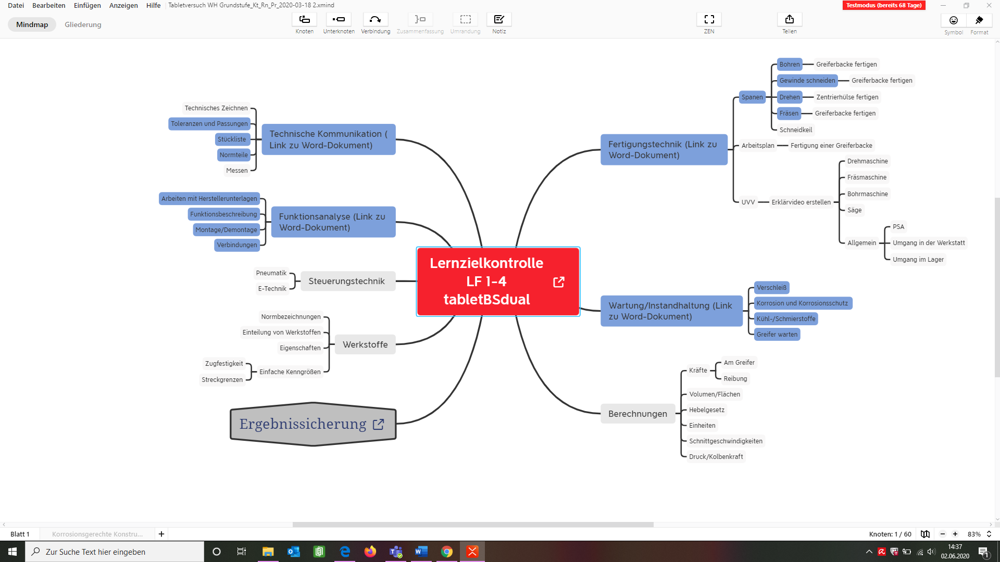 Datei Bearbeiten Einfügen Anzeigen Hilfe Tabletversuch WH Grundstufe_Kt_Rn_Pr_2020-03-18 2.xmind Testmodus (bereits 68 Tage)
Mindmap Gliederung
Knoten Unterknoten Verbindung Zusammenfassung Umrandung Notiz ZEN Teilen Symbol Format
Technisches Zeichnen
Toleranzen und Passungen
Stückliste
Normteile
Messen
Technische Kommunikation (
Link zu Word-Dokument)
Arbeiten mit Herstellerunterlagen
Funktionsbeschreibung
Montage/Demontage
Verbindungen
Funktionsanalyse (Link zu
Word-Dokument)
Pneumatik
E-Technik
Steuerungstechnik
Normbezeichnungen
Einteilung von Werkstoffen
Eigenschaften
Zugfestigkeit
Streckgrenzen
Einfache Kenngrößen
Werkstoffe
Ergebnissicherung
Lernzielkontrolle
LF 1-4
tabletBSdual
Fertigungstechnik (Link zu
Word-Dokument)
Spanen
Bohren Greiferbacke fertigen
Gewinde schneiden Greiferbacke fertigen
Drehen Zentrierhülse fertigen
Fräsen Greiferbacke fertigen
Schneidkeil
Arbeitsplan Fertigung einer Greiferbacke
UVV Erklärvideo erstellen
Drehmaschine
Fräsmaschine
Bohrmaschine
Säge
Allgemein
PSA
Umgang in der Werkstatt
Umgang im Lager
Wartung/Instandhaltung (Link
zu Word-Dokument)
Verschleiß
Korrosion und Korrosionsschutz
Kühl-/Schmierstoffe
Greifer warten
Berechnungen
Kräfte
Am Greifer
Reibung
Volumen/Flächen
Hebelgesetz
Einheiten
Schnittgeschwindigkeiten
Druck/Kolbenkraft
Blatt 1 Korrosionsgerechte Konstru... Knoten: 1 / 60 83%
Zur Suche Text hier eingeben
14:37
02.06.2020
1